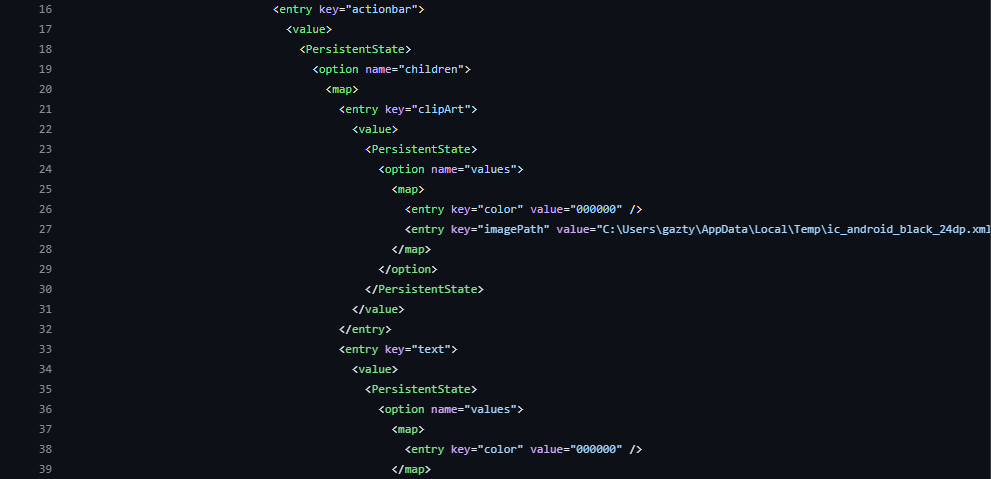 16 <entry key="actionbar">
17 <value>
18 <PersistentState>
19 <option name="children">
20 <map>
21 <entry key="clipArt">
22 <value>
23 <PersistentState>
24 <option name="values">
25 <map>
26 <entry key="color" value="000000" />
27 <entry key="imagePath" value="C:\Users\gazty\AppData\Local\Temp\ic_android_black_24dp.xml
28 </map>
29 </option>
30 </PersistentState>
31 </value>
32 </entry>
33 <entry key="text">
34 <value>
35 <PersistentState>
36 <option name="values">
37 <map>
38 <entry key="color" value="000000" />
39 </map>